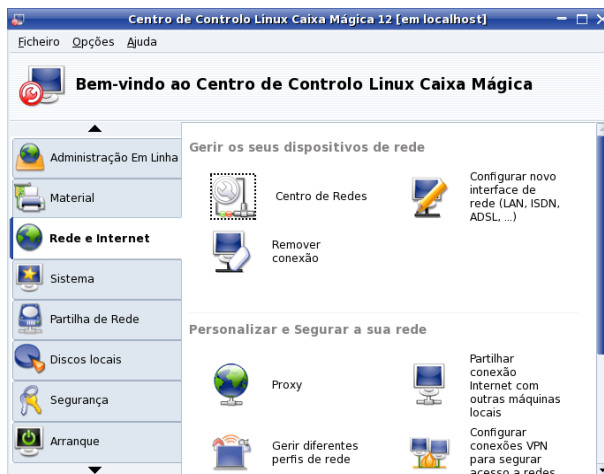 Centro de Controlo Linux Caixa Mágica 12 [em localhost]
Ficheiro Opções Ajuda
Bem-vindo ao Centro de Controlo Linux Caixa Mágica
Administração Em Linha
Material
Rede e Internet
Sistema
Partilha de Rede
Discos locais
Segurança
Arranque
Gerir os seus dispositivos de rede
Centro de Redes
Configurar novo
interface de
rede (LAN, ISDN,
ADSL, ...)
Remover
conexão
Personalizar e Segurar a sua rede
Proxy
Partilhar
conexão
Internet com
outras máquinas
locais
Gerir diferentes
perfis de rede
Configurar
conexões VPN
para segurar
acesso a redes